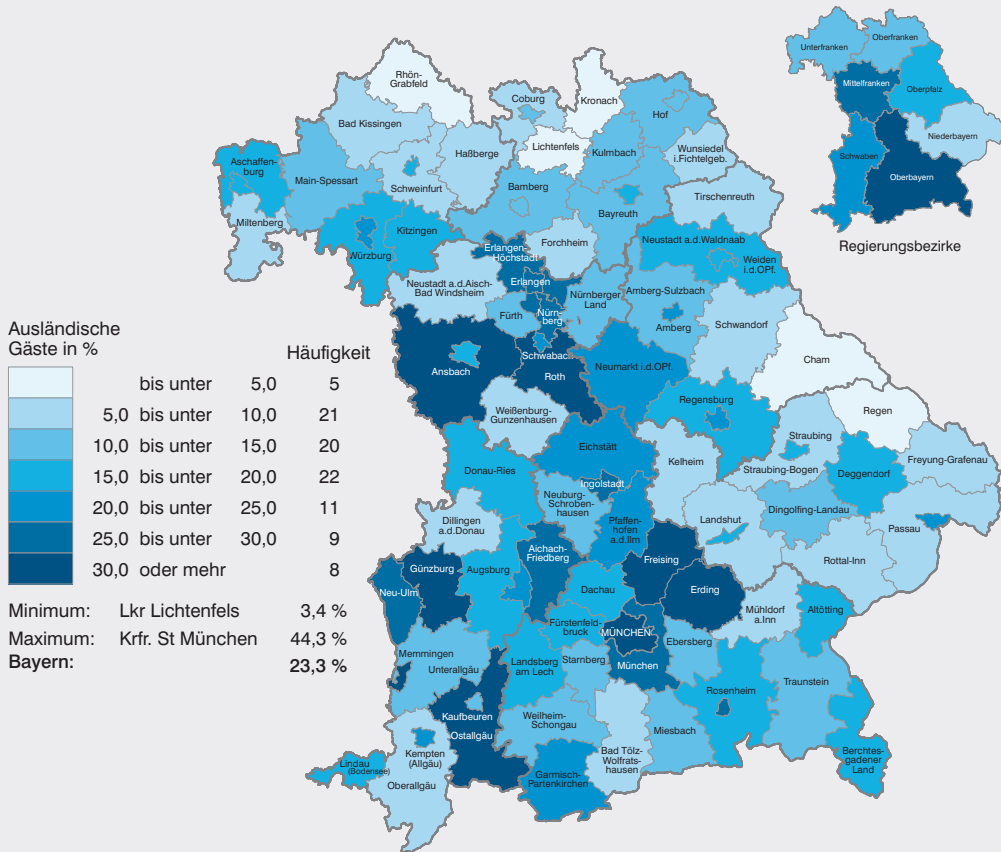 Unterfranken
Oberfranken
Mittelfranken
Oberpfalz
Niederbayern
Schwaben
Oberbayern
Regierungsbezirke
Rhön-
Grabfeld
Coburg
Kronach
Hof
Bad Kissingen
Lichtenfels
Kulmbach
Wunsiedel
i.Fichtelgeb.
Haßberge
Aschaffen-
burg
Main-Spessart
Schweinfurt
Bamberg
Bayreuth
Tirschenreuth
Miltenberg
Kitzingen
Würzburg
Forchheim
Neustadt a.d.Waldnaab
Erlangen-
Höchstadt
Weiden
i.d.OPf.
Neustadt a.d.Aisch-
Bad Windsheim
Erlangen
Nürnberger
Land
Amberg-Sulzbach
Fürth
Nürn-
berg
Amberg
Schwandorf
Ansbach
Schwabach
Roth
Neumarkt i.d.OPf.
Cham
Weißenburg-
Gunzenhausen
Regensburg
Regen
Eichstätt
Straubing
Kelheim
Freyung-Grafenau
Donau-Ries
Straubing-Bogen
Deggendorf
Ingolstadt
Neuburg-
Schroben-
hausen
Dingolfing-Landau
Dillingen
a.d.Donau
Pfaffen-
hofen
a.d.Ilm
Landshut
Passau
Aichach-
Friedberg
Rottal-Inn
Günzburg
Augsburg
Freising
Neu-Ulm
Dachau
Erding
Mühldorf
a.Inn
Altötting
Fürstenfeld-
bruck
MÜNCHEN
Memmingen
Unterallgäu
Landsberg
am Lech
Starnberg
München
Ebersberg
Rosenheim
Traunstein
Kaufbeuren
Ostallgäu
Weilheim-
Schongau
Miesbach
Bad Tölz-
Wolfrats-
hausen
Berchtes-
gadener
Land
Kempten
(Allgäu)
Lindau
(Bodensee)
Oberallgäu
Garmisch-
Partenkirchen
Ausländische
Gäste in %
Häufigkeit
bis unter 5,0 5
5,0 bis unter 10,0 21
10,0 bis unter 15,0 20
15,0 bis unter 20,0 22
20,0 bis unter 25,0 11
25,0 bis unter 30,0 9
30,0 oder mehr 8
Minimum: Lkr Lichtenfels 3,4 %
Maximum: Krfr. St München 44,3 %
Bayern: 23,3 %